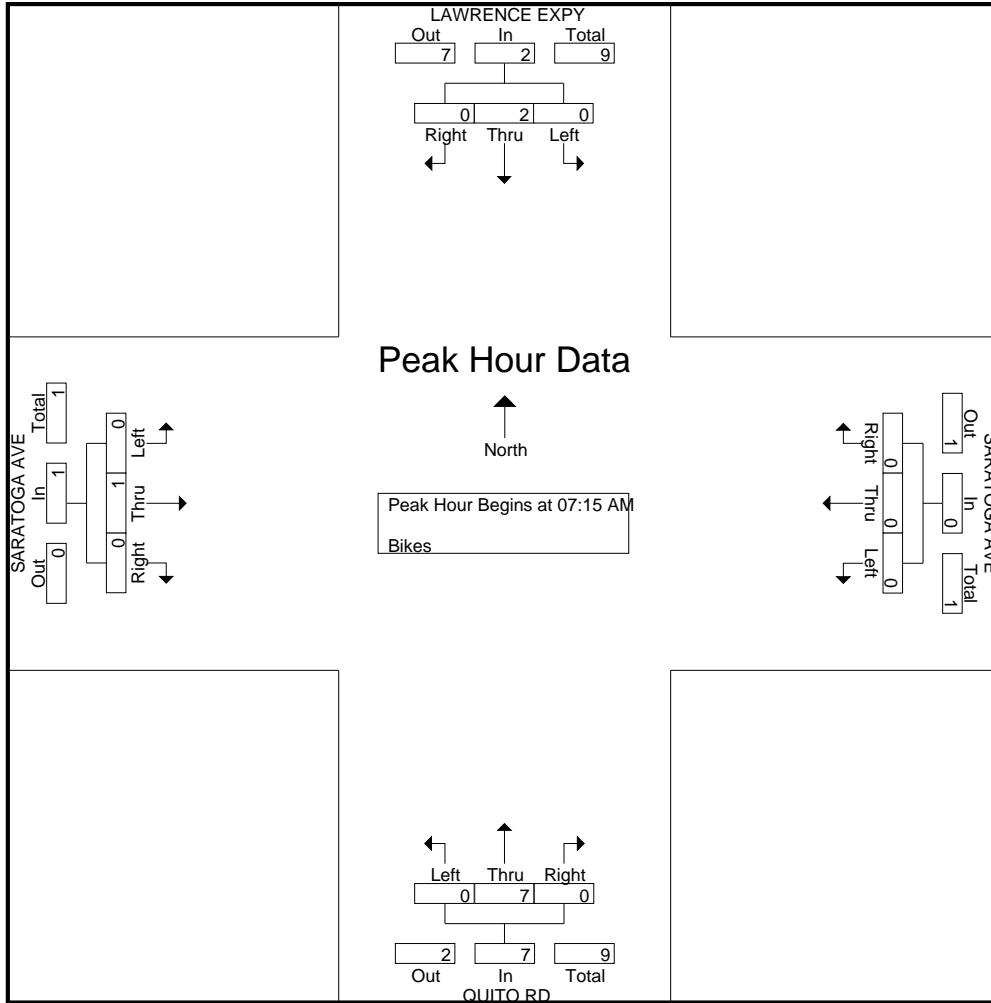 LAWRENCE EXPY
Out In Total
7 2 9
0 2 0
Right Thru Left
Peak Hour Data
North
Peak Hour Begins at 07:15 AM
Bikes
SARATOGA AVE
Out In Total
0 1 1
Right Thru Left
0 1 0
SARATOGA AVE
Out In Total
1 0 1
Right Thru Left
0 0 0
Left Thru Right
0 7 0
2 7 9
Out In Total
QUITO RD